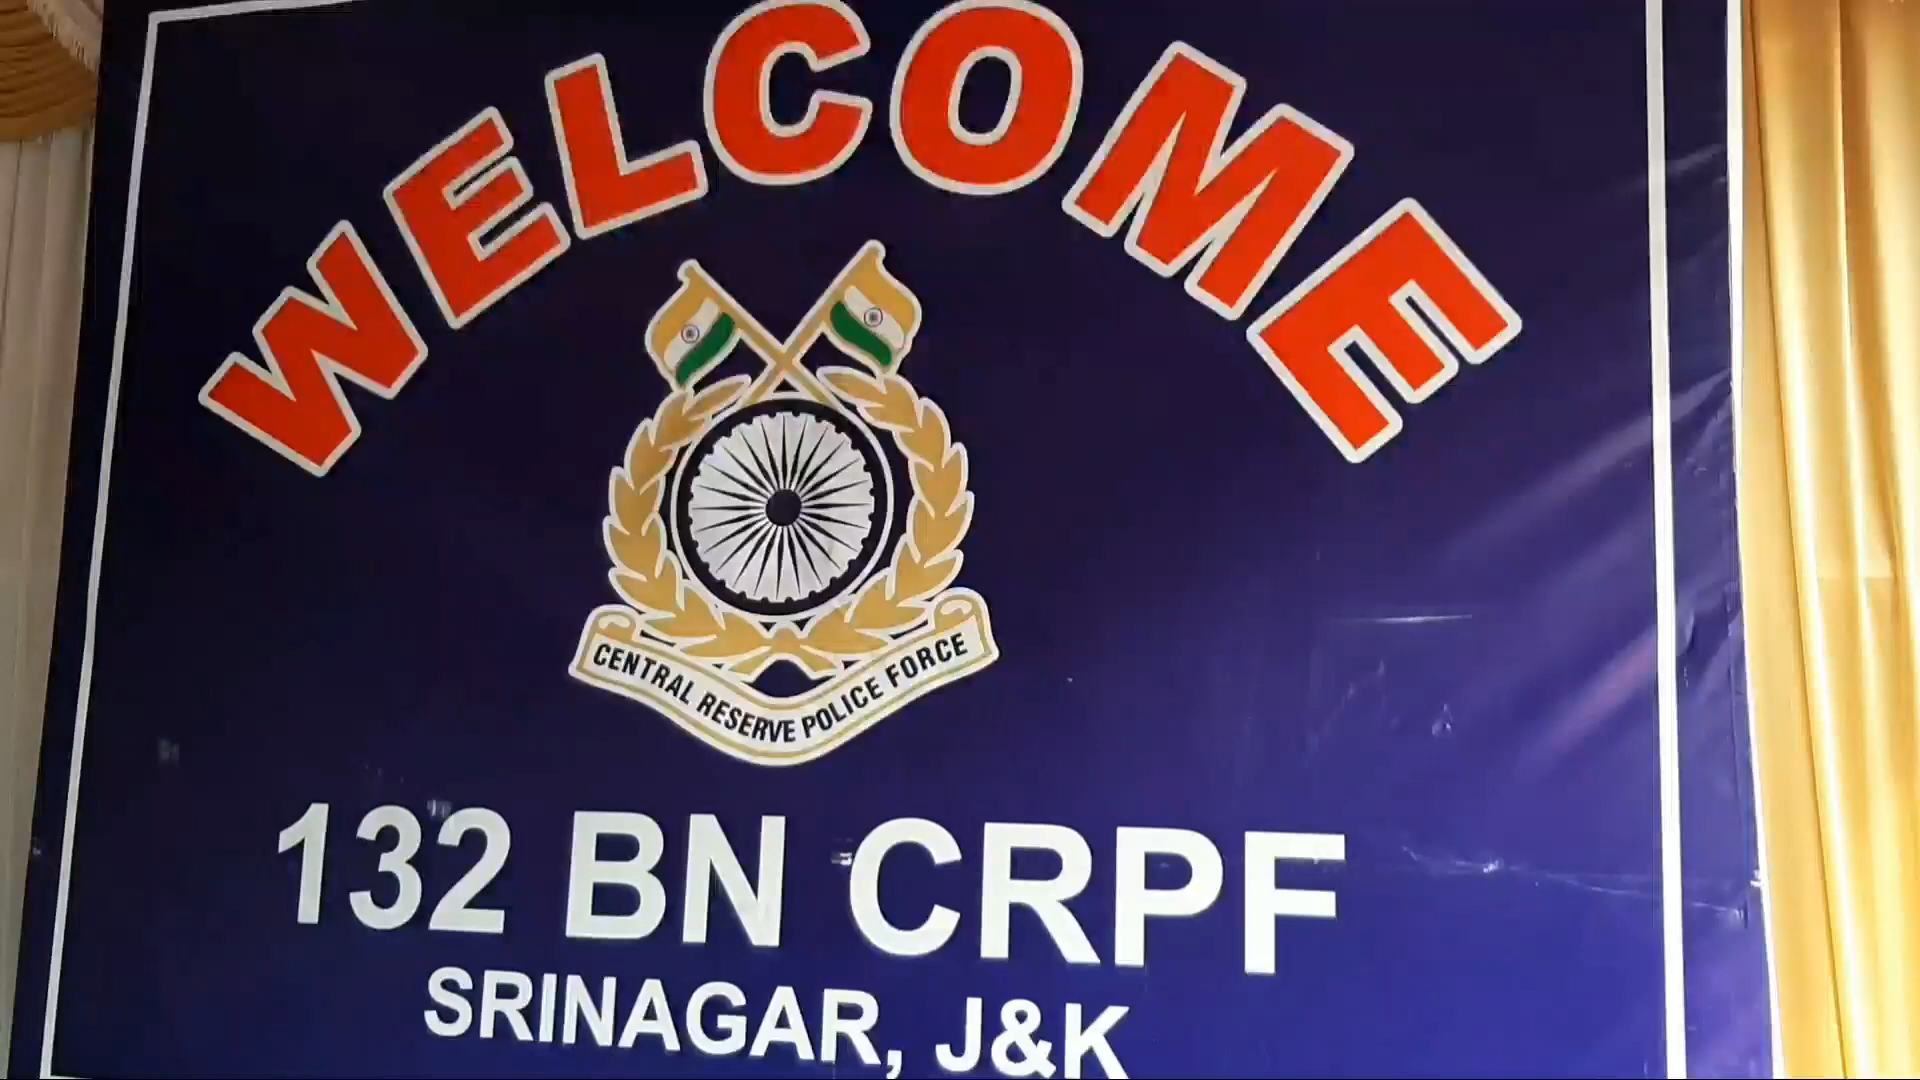 WELCOME
CENTRAL RESERVE POLICE FORCE
132 BN CRPF
SRINAGAR, J&K